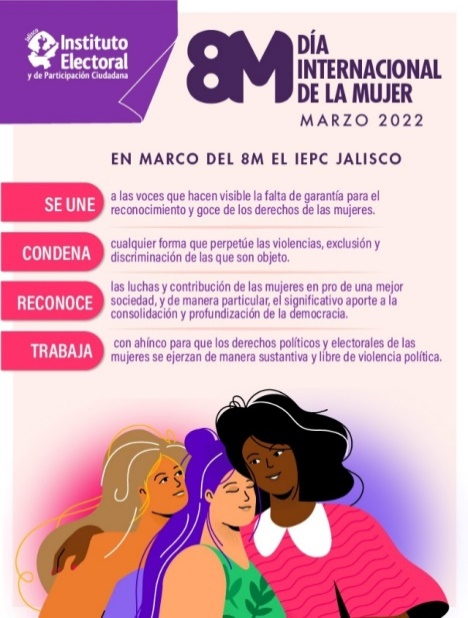 Jalisco
Instituto
Electoral
y de Participación Ciudadana
8M
DÍA
INTERNACIONAL
DE LA MUJER
MARZO 2022
EN MARCO DEL 8M EL IEPC JALISCO
SE UNE
a las voces que hacen visible la falta de garantía para el
reconocimiento y goce de los derechos de las mujeres.
CONDENA
cualquier forma que perpetúe las violencias, exclusión y
discriminación de las que son objeto.
RECONOCE
las luchas y contribución de las mujeres en pro de una mejor
sociedad, y de manera particular, el significativo aporte a la
consolidación y profundización de la democracia.
TRABAJA
con ahínco para que los derechos políticos y electorales de las
mujeres se ejerzan de manera sustantiva y libre de violencia política.